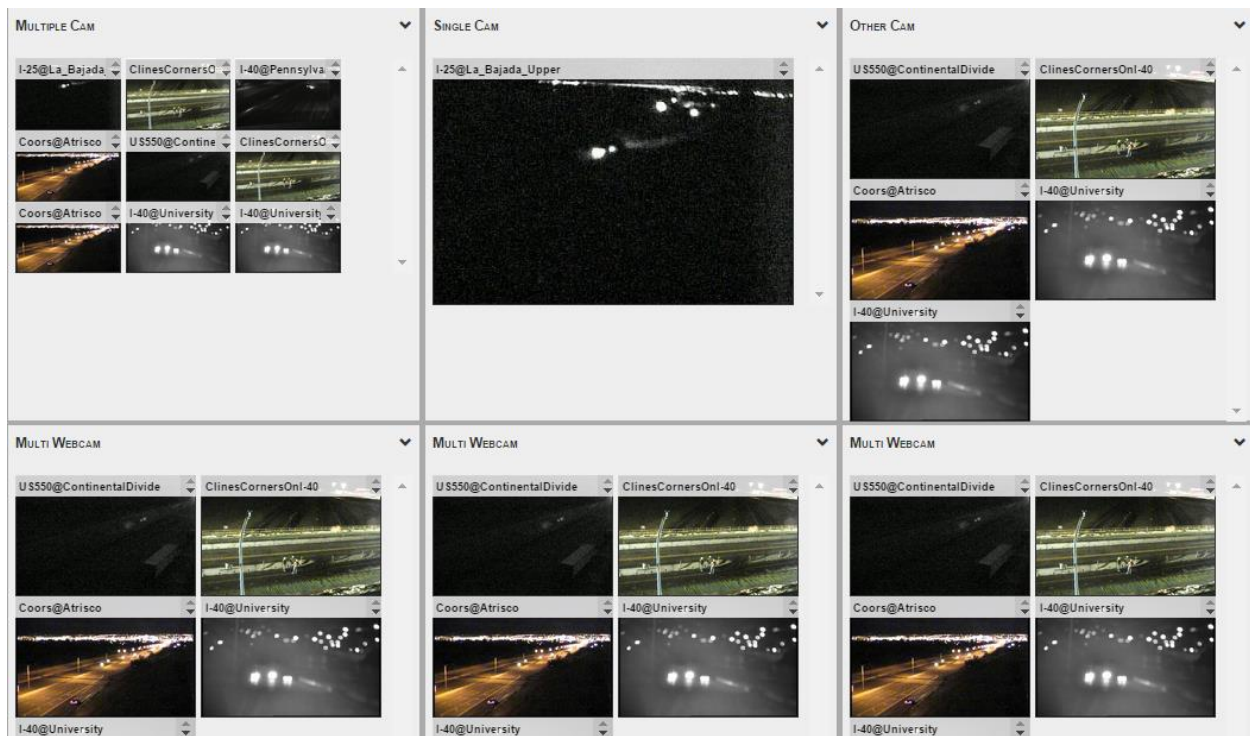 MULTIPLE CAM
I-25@La_Bajada_
ClinesCornersO
I-40@Pennsylva
Coors@Atrisco
US550@Contine
ClinesCornersO
Coors@Atrisco
I-40@University
I-40@University
SINGLE CAM
I-25@La_Bajada_Upper
OTHER CAM
US550@ContinentalDivide
ClinesCornersOnI-40
Coors@Atrisco
I-40@University
I-40@University
MULTI WEBCAM
US550@ContinentalDivide
ClinesCornersOnI-40
Coors@Atrisco
I-40@University
I-40@University
MULTI WEBCAM
US550@ContinentalDivide
ClinesCornersOnI-40
Coors@Atrisco
I-40@University
I-40@University
MULTI WEBCAM
US550@ContinentalDivide
ClinesCornersOnI-40
Coors@Atrisco
I-40@University
I-40@University